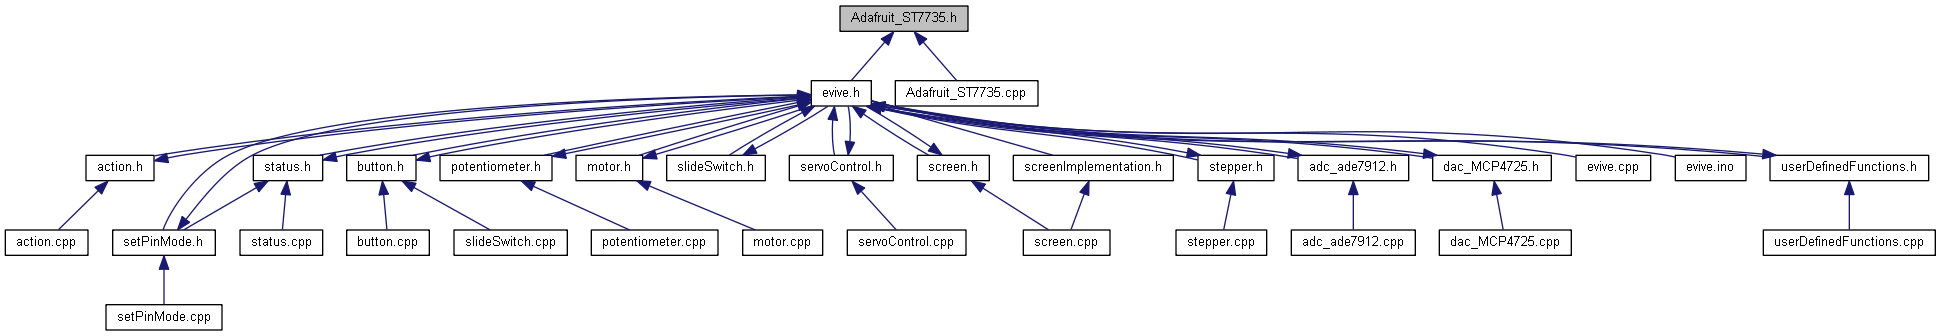 Adafruit_ST7735.h
evive.h
Adafruit_ST7735.cpp
action.h
status.h
button.h
potentiometer.h
motor.h
slideSwitch.h
servoControl.h
screen.h
screenImplementation.h
stepper.h
adc_ade7912.h
dac_MCP4725.h
evive.cpp
evive.ino
userDefinedFunctions.h
action.cpp
setPinMode.h
status.cpp
button.cpp
slideSwitch.cpp
potentiometer.cpp
motor.cpp
servoControl.cpp
screen.cpp
stepper.cpp
adc_ade7912.cpp
dac_MCP4725.cpp
userDefinedFunctions.cpp
setPinMode.cpp